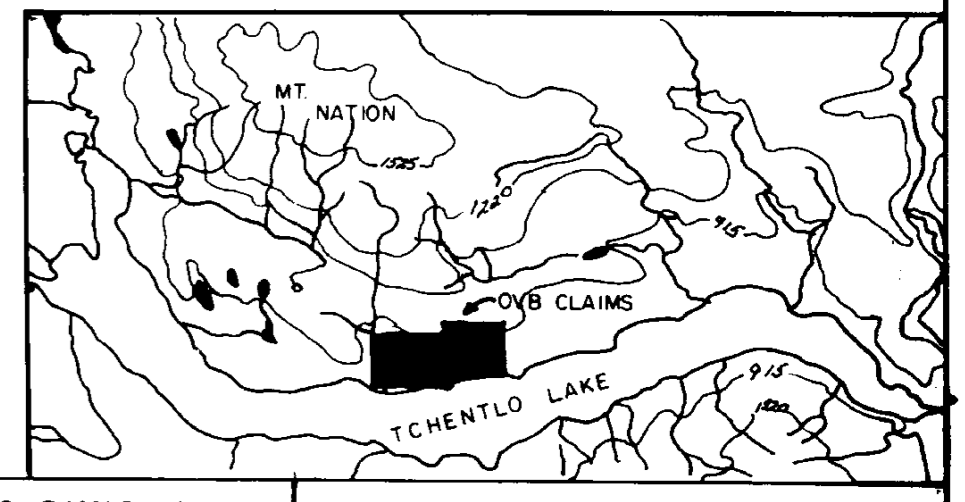 MT.
NATION
1525
1220
915
OVB CLAIMS
TCHENTLO LAKE
915
1220